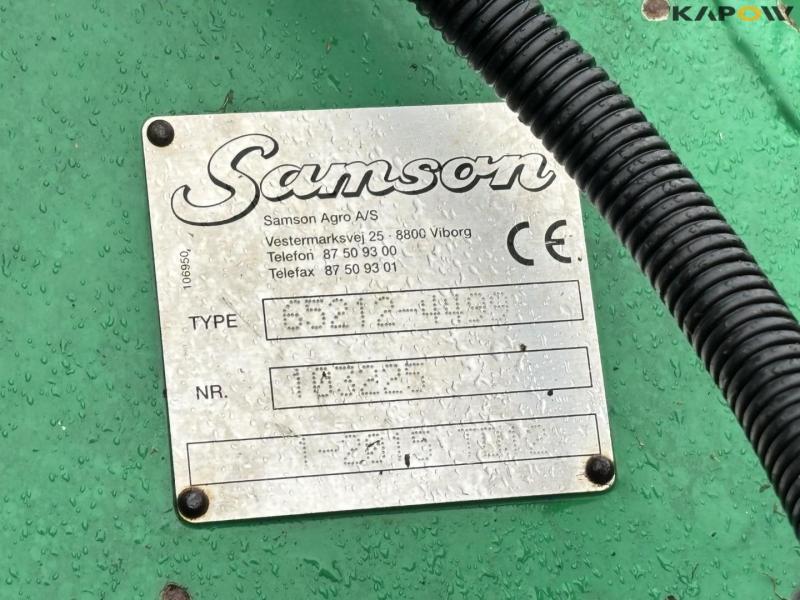 KAPOW
Samson
Samson Agro A/S
Vestermarksvej 25 - 8800 Viborg
Telefon 87 50 93 00
Telefax 87 50 93 01
CE
106950
TYPE 65212-4499
NR. 103225
1-2015